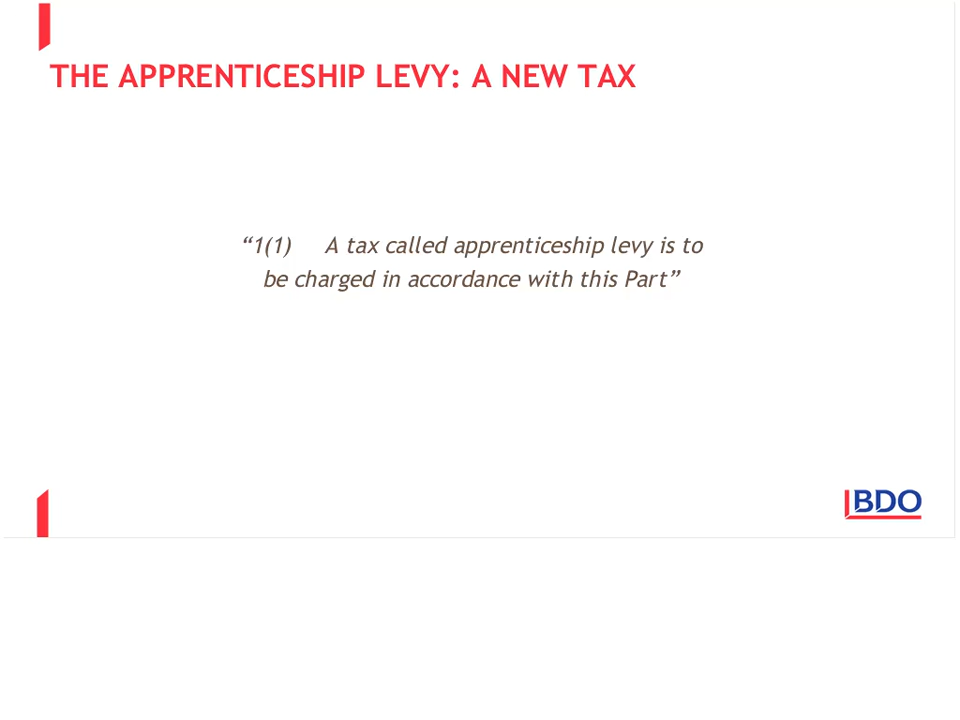 THE APPRENTICESHIP LEVY: A NEW TAX
“1(1) A tax called apprenticeship levy is to
be charged in accordance with this Part”
BDO